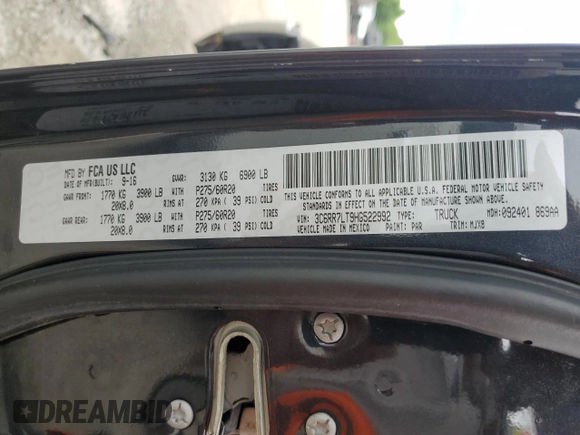 MFD BY FCA US LLC GVWR: 3130 KG 6900 LB
DATE OF MFR(BUILT): 9-16
GAWR FRONT: 1770 KG 3900 LB WITH P275/60R20 TIRES
20X8.0 RIMS AT 270 KPA ( 39 PSI) COLD
GAWR REAR: 1770 KG 3900 LB WITH P275/60R20 TIRES
20X8.0 RIMS AT 270 KPA ( 39 PSI) COLD
THIS VEHICLE CONFORMS TO ALL APPLICABLE U.S.A. FEDERAL MOTOR VEHICLE SAFETY
STANDARDS IN EFFECT ON THE DATE OF MANUFACTURE SHOWN ABOVE.
VIN: 3C6RR7LT9HG522992 TYPE: TRUCK MDH: 092401 869AA
VEHICLE MADE IN MEXICO PAINT: PAR TRIM: MJX8
DREAMBID